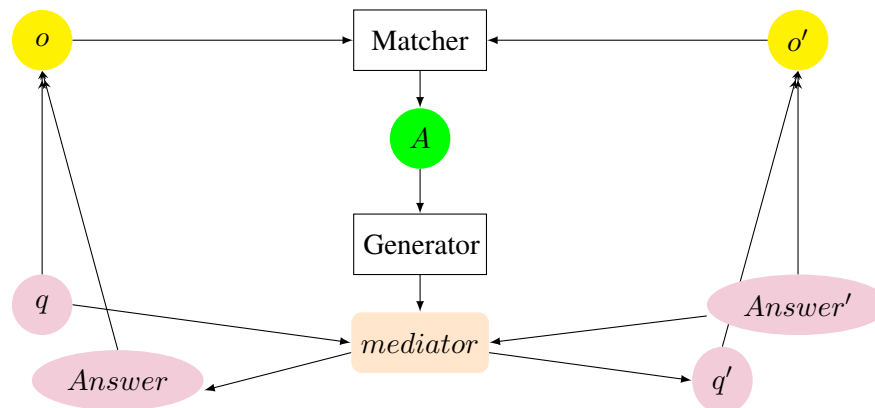 o
Matcher
o′
A
Generator
q
Answer′
mediator
Answer
q′